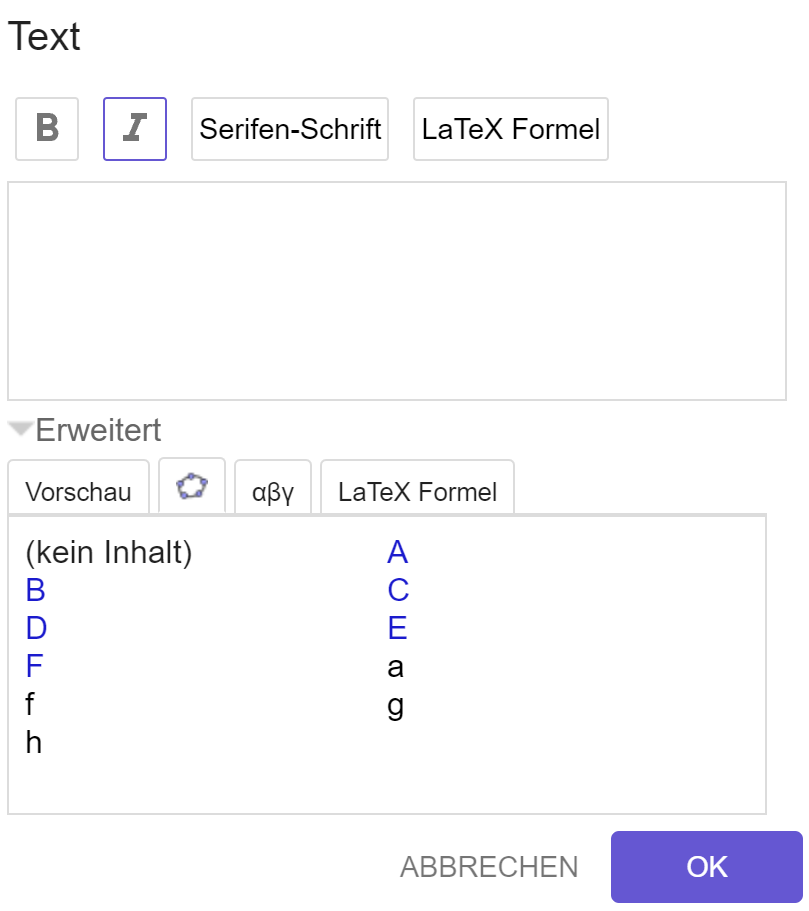 Text
B I Serifen-Schrift LaTeX Formel
Erweitert
Vorschau αβγ LaTeX Formel
(kein Inhalt) A
B C
D E
F a
f g
h
ABBRECHEN OK